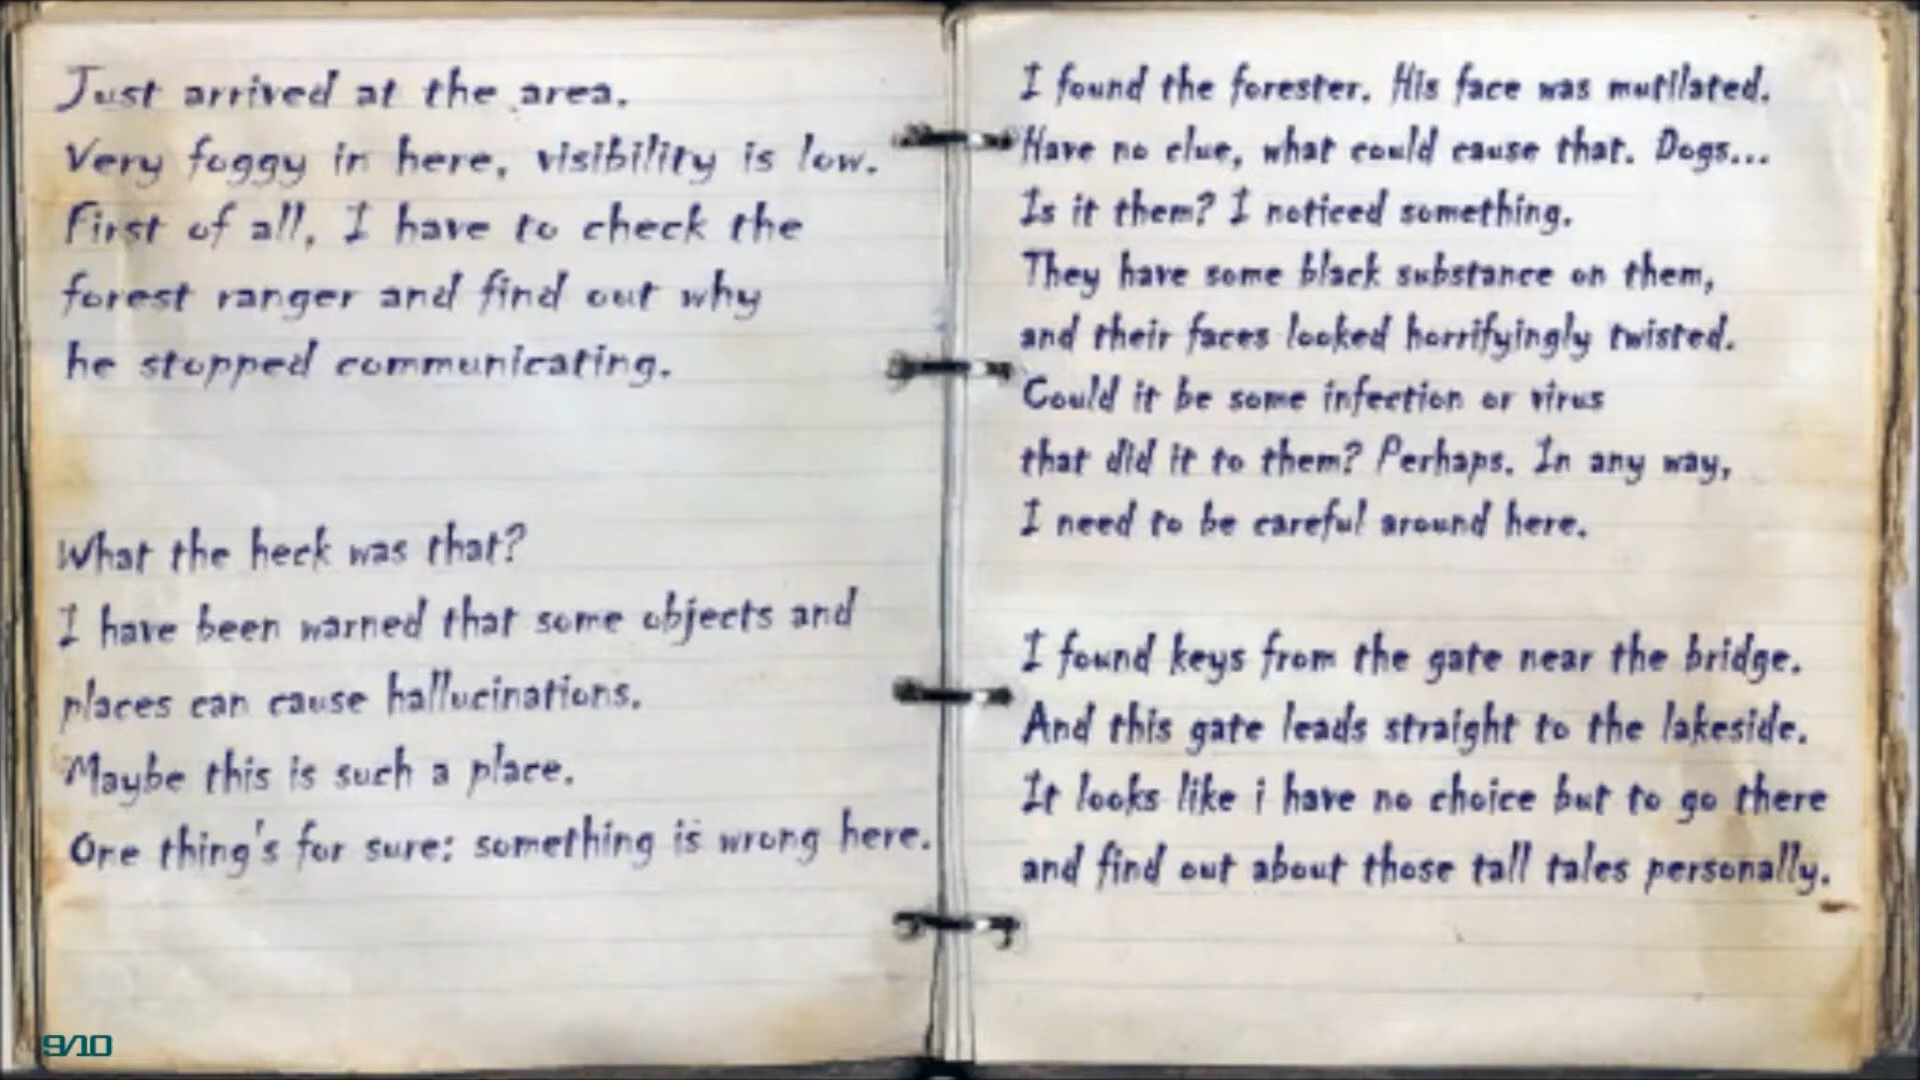 Just arrived at the area.
Very foggy in here, visibility is low.
First of all, I have to check the
forest ranger and find out why
he stopped communicating.
What the heck was that?
I have been warned that some objects and
places can cause hallucinations.
Maybe this is such a place.
One thing's for sure: something is wrong here.
I found the forester. His face was mutilated.
Have no clue, what could cause that. Dogs...
Is it them? I noticed something.
They have some black substance on them,
and their faces looked horrifyingly twisted.
Could it be some infection or virus
that did it to them? Perhaps. In any way,
I need to be careful around here.
I found keys from the gate near the bridge.
And this gate leads straight to the lakeside.
It looks like i have no choice but to go there
and find out about those tall tales personally.
9/10